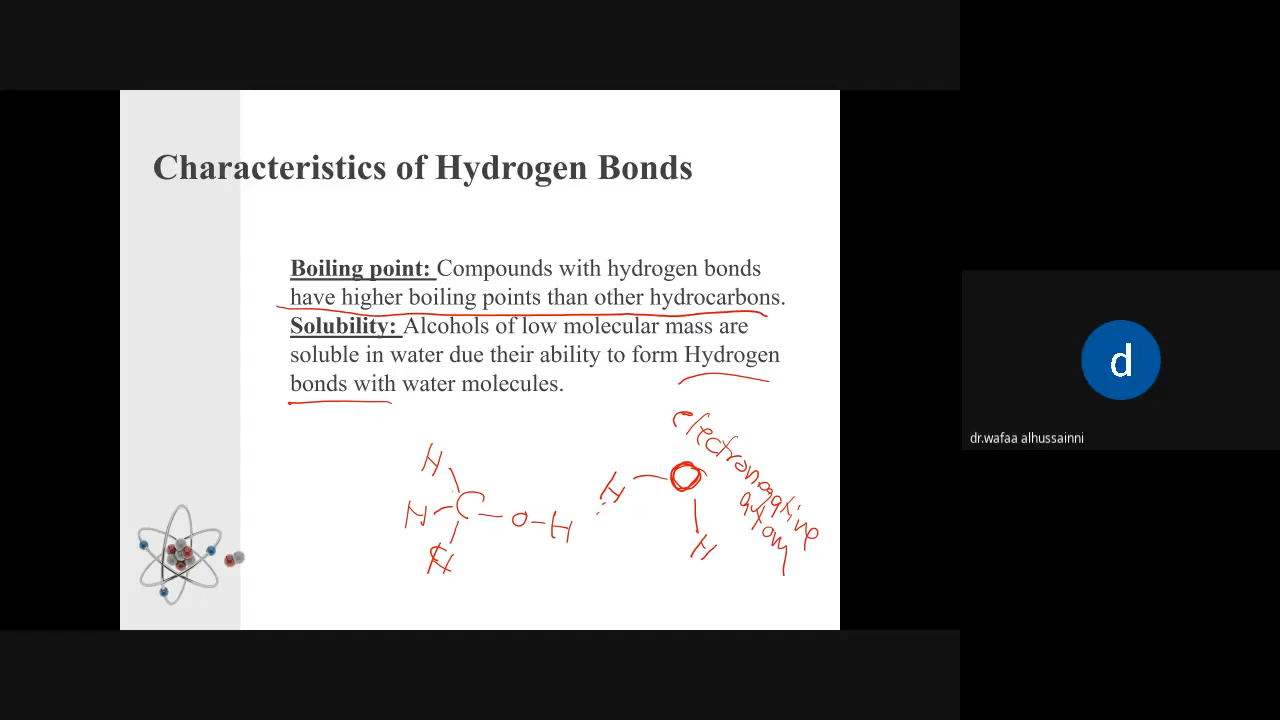 Characteristics of Hydrogen Bonds
Boiling point: Compounds with hydrogen bonds
have higher boiling points than other hydrocarbons.
Solubility: Alcohols of low molecular mass are
soluble in water due their ability to form Hydrogen
bonds with water molecules.
H
H C O H
H
H O
H
electronegative
atom
d
dr.wafaa alhussainni